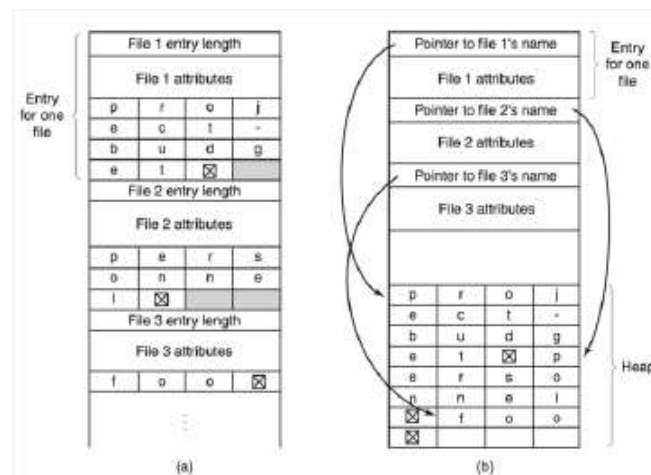 File 1 entry length
File 1 attributes
Entry
for one
file
p r o j
e c t -
b u d g
e t
File 2 entry length
File 2 attributes
p e r s
o n n e
l
File 3 entry length
File 3 attributes
f o o
(a)
Pointer to file 1's name
File 1 attributes
Pointer to file 2's name
File 2 attributes
Pointer to file 3's name
File 3 attributes
Entry
for one
file
p r o j
e c t -
b u d g
e t p
e r s o
n n e l
f o o
Heap
(b)